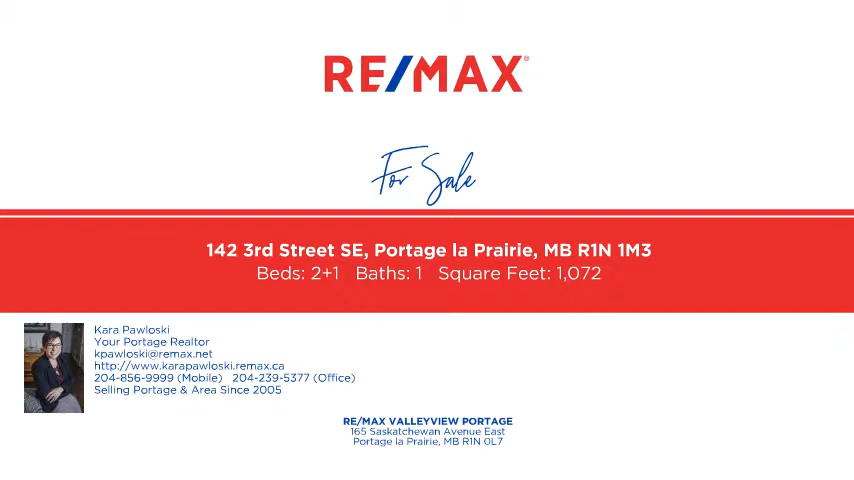 RE/MAX®
For Sale
142 3rd Street SE, Portage la Prairie, MB R1N 1M3
Beds: 2+1 Baths: 1 Square Feet: 1,072
Kara Pawloski
Your Portage Realtor
kpawloski@remax.net
http://www.karapawloski.remax.ca
204-856-9999 (Mobile) 204-239-5377 (Office)
Selling Portage & Area Since 2005
RE/MAX VALLEYVIEW PORTAGE
165 Saskatchewan Avenue East
Portage la Prairie, MB R1N 0L7